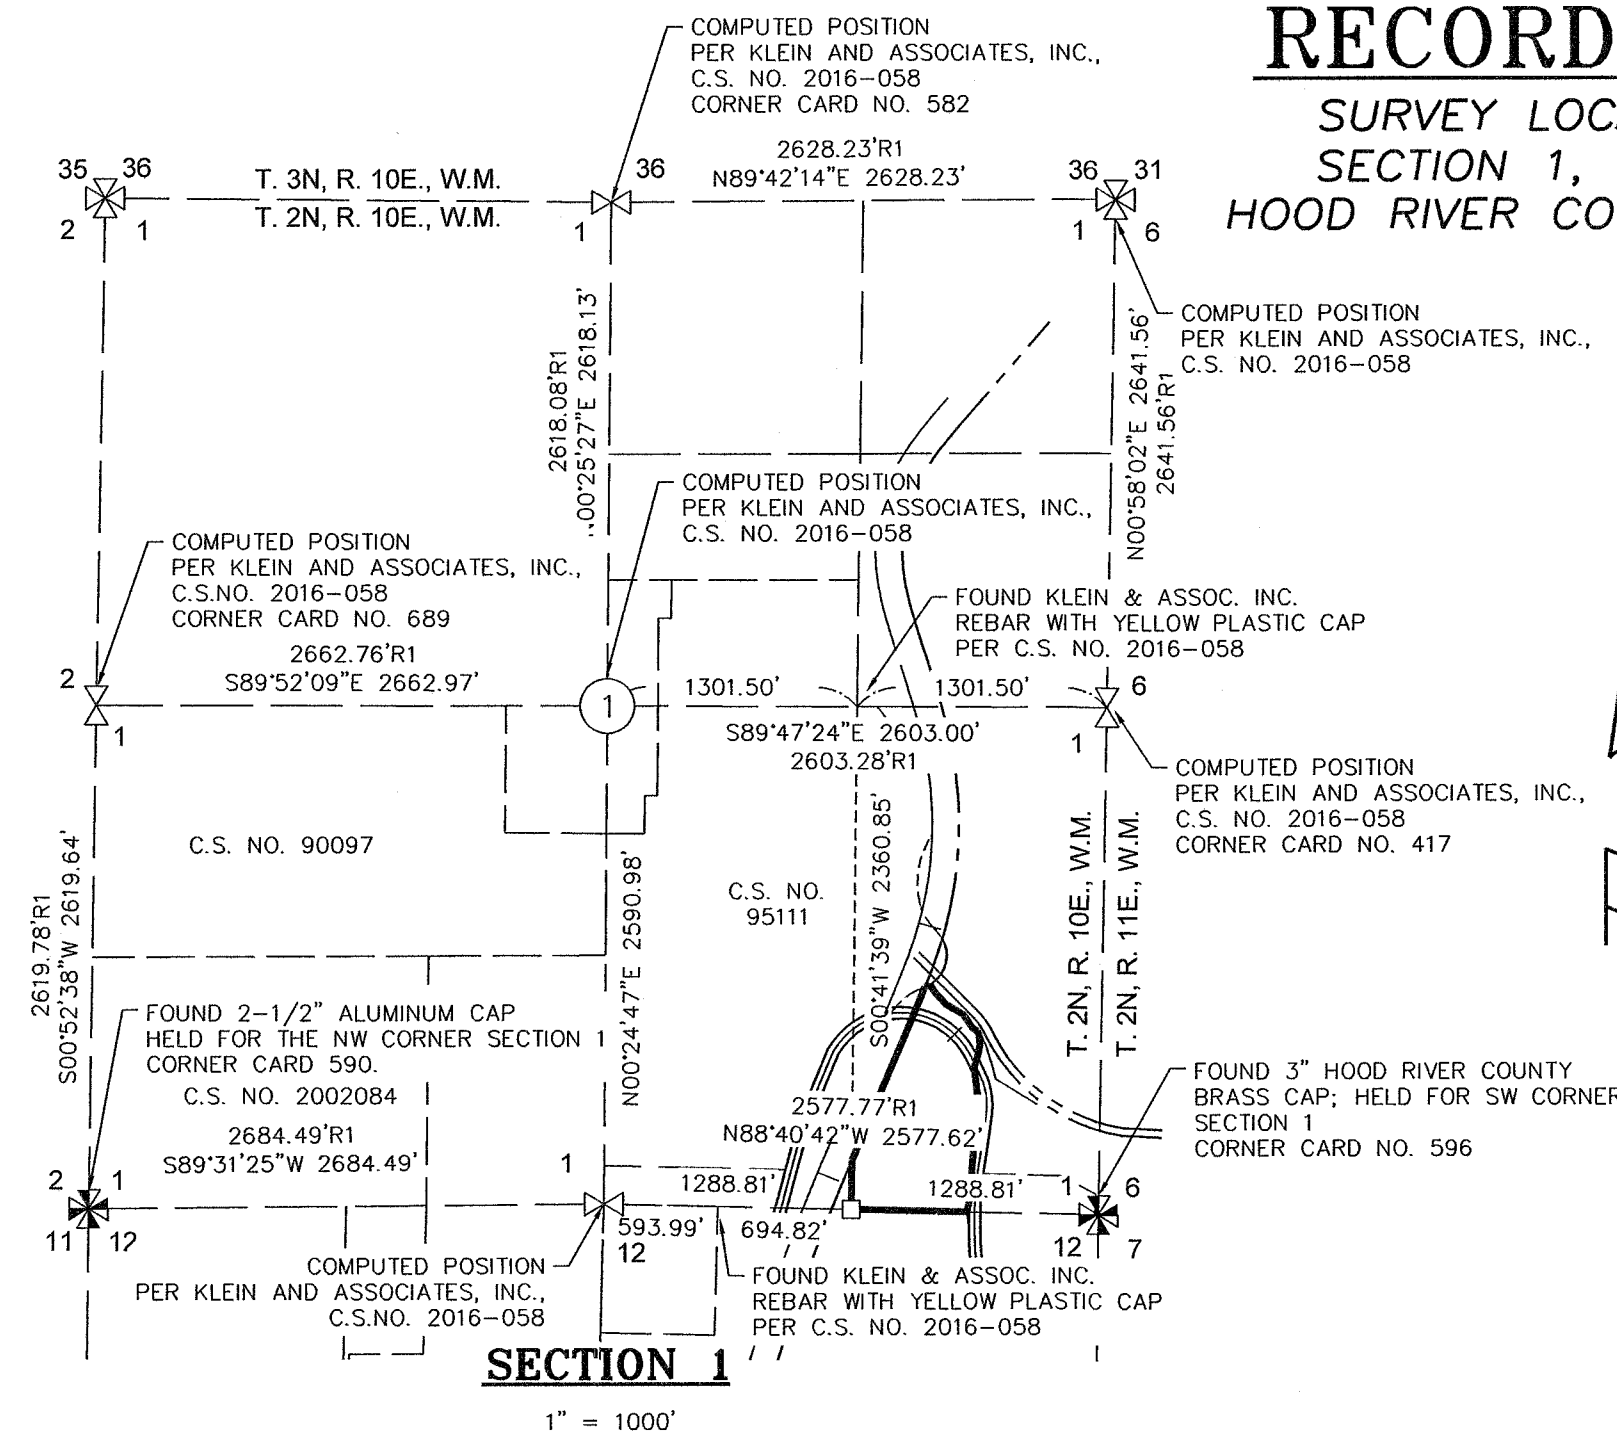 RECORD
SURVEY LOC
SECTION 1,
HOOD RIVER CO
COMPUTED POSITION
PER KLEIN AND ASSOCIATES, INC.,
C.S. NO. 2016-058
CORNER CARD NO. 582
2628.23'R1
N89°42'14"E 2628.23'
35 36
2 1
T. 3N, R. 10E., W.M.
T. 2N, R. 10E., W.M.
36
1
36 31
1 6
COMPUTED POSITION
PER KLEIN AND ASSOCIATES, INC.,
C.S. NO. 2016-058
2618.08'R1
N00°25'27"E 2618.13'
N00°58'02"E 2641.56'
2641.56'R1
COMPUTED POSITION
PER KLEIN AND ASSOCIATES, INC.,
C.S. NO. 2016-058
COMPUTED POSITION
PER KLEIN AND ASSOCIATES, INC.,
C.S.NO. 2016-058
CORNER CARD NO. 689
2662.76'R1
S89°52'09"E 2662.97'
FOUND KLEIN & ASSOC. INC.
REBAR WITH YELLOW PLASTIC CAP
PER C.S. NO. 2016-058
2
1
1
1301.50'
1301.50'
6
1
S89°47'24"E 2603.00'
2603.28'R1
COMPUTED POSITION
PER KLEIN AND ASSOCIATES, INC.,
C.S. NO. 2016-058
CORNER CARD NO. 417
C.S. NO. 90097
C.S. NO.
95111
2619.78'R1
S00°52'38"W 2619.64'
N00°24'47"E 2590.98'
S00°41'39"W 2360.85'
T. 2N, R. 10E., W.M.
T. 2N, R. 11E., W.M.
FOUND 2-1/2" ALUMINUM CAP
HELD FOR THE NW CORNER SECTION 1
CORNER CARD 590.
C.S. NO. 2002084
2684.49'R1
S89°31'25"W 2684.49'
FOUND 3" HOOD RIVER COUNTY
BRASS CAP; HELD FOR SW CORNER
SECTION 1
CORNER CARD NO. 596
2577.77'R1
N88°40'42"W 2577.62'
2 1
11 12
1
12
1288.81'
1288.81'
593.99'
694.82'
1 6
12 7
COMPUTED POSITION
PER KLEIN AND ASSOCIATES, INC.,
C.S.NO. 2016-058
FOUND KLEIN & ASSOC. INC.
REBAR WITH YELLOW PLASTIC CAP
PER C.S. NO. 2016-058
SECTION 1
1" = 1000'